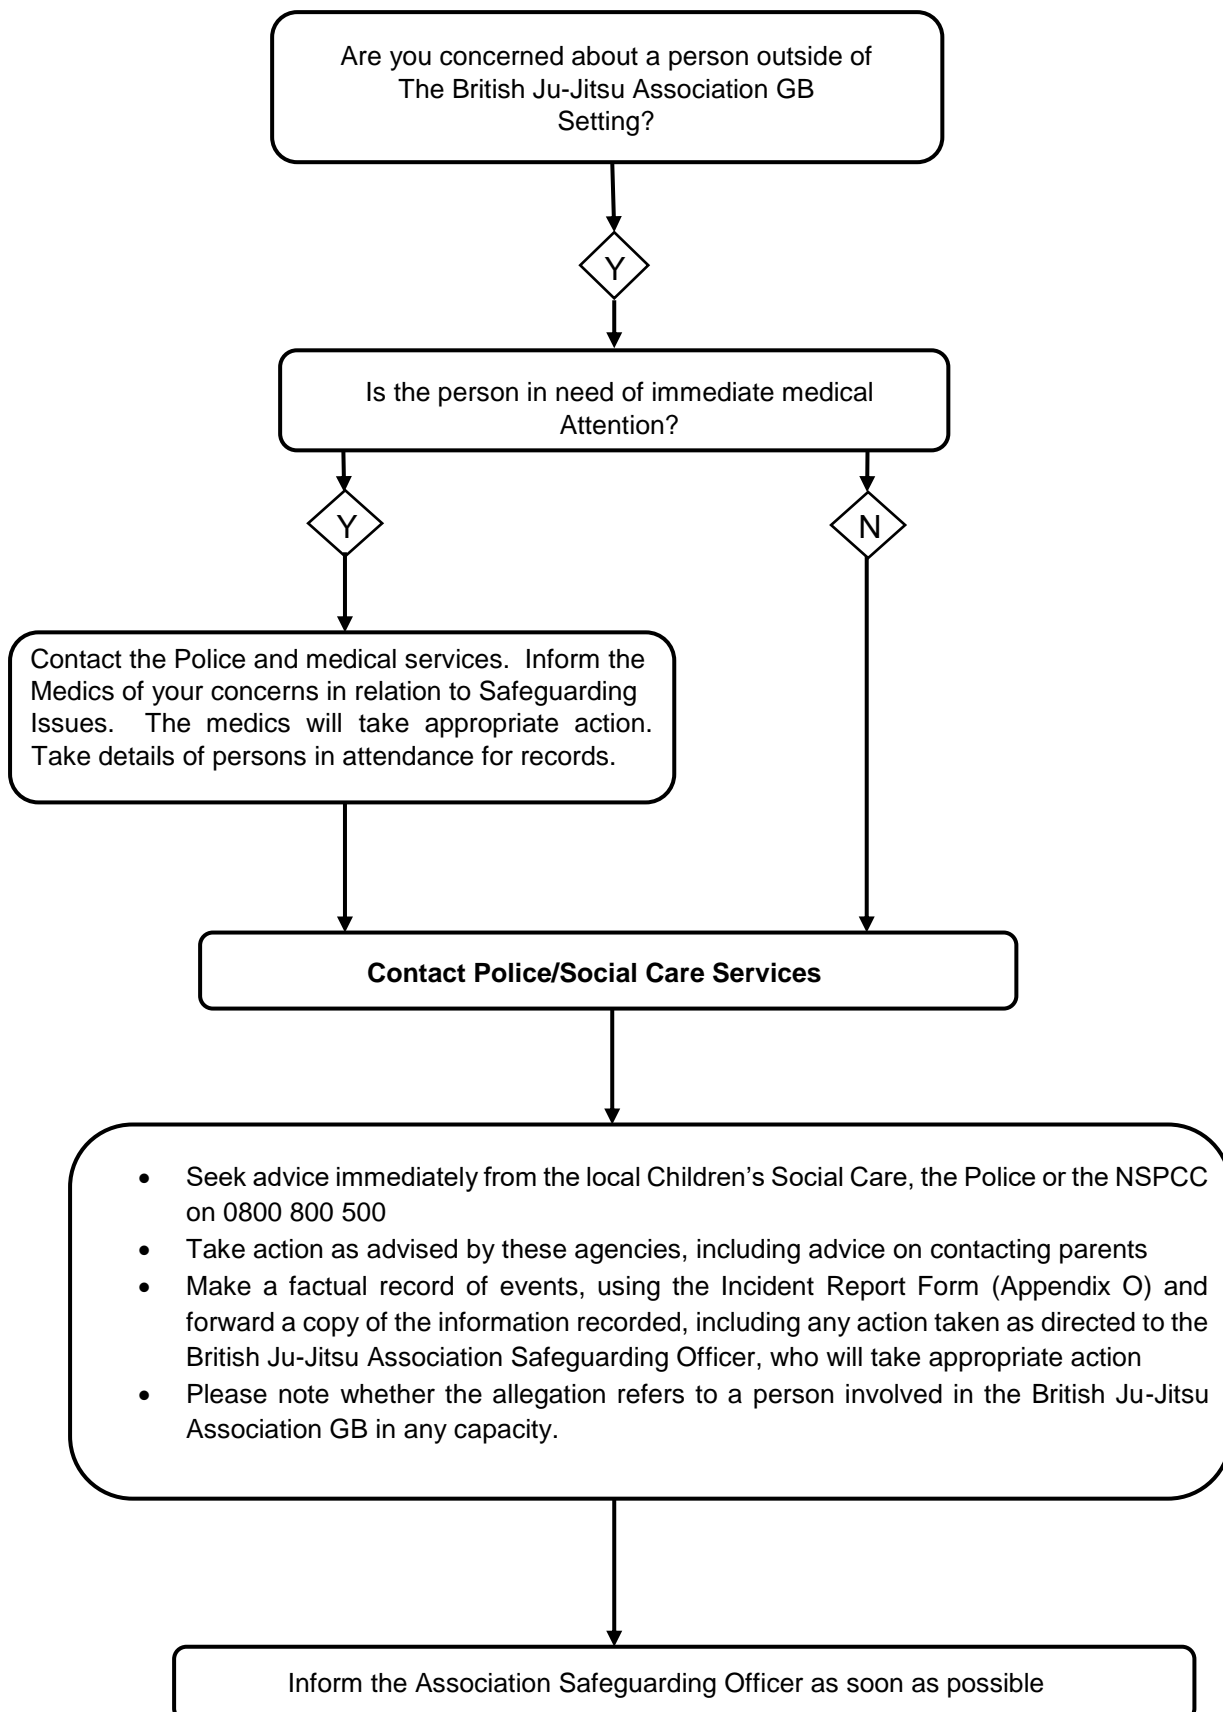 Are you concerned about a person outside of
The British Ju-Jitsu Association GB
Setting?
Y
Is the person in need of immediate medical
Attention?
Y
N
Contact the Police and medical services. Inform the
Medics of your concerns in relation to Safeguarding
Issues. The medics will take appropriate action.
Take details of persons in attendance for records.
Contact Police/Social Care Services
• Seek advice immediately from the local Children’s Social Care, the Police or the NSPCC
on 0800 800 500
• Take action as advised by these agencies, including advice on contacting parents
• Make a factual record of events, using the Incident Report Form (Appendix O) and
forward a copy of the information recorded, including any action taken as directed to the
British Ju-Jitsu Association Safeguarding Officer, who will take appropriate action
• Please note whether the allegation refers to a person involved in the British Ju-Jitsu
Association GB in any capacity.
Inform the Association Safeguarding Officer as soon as possible